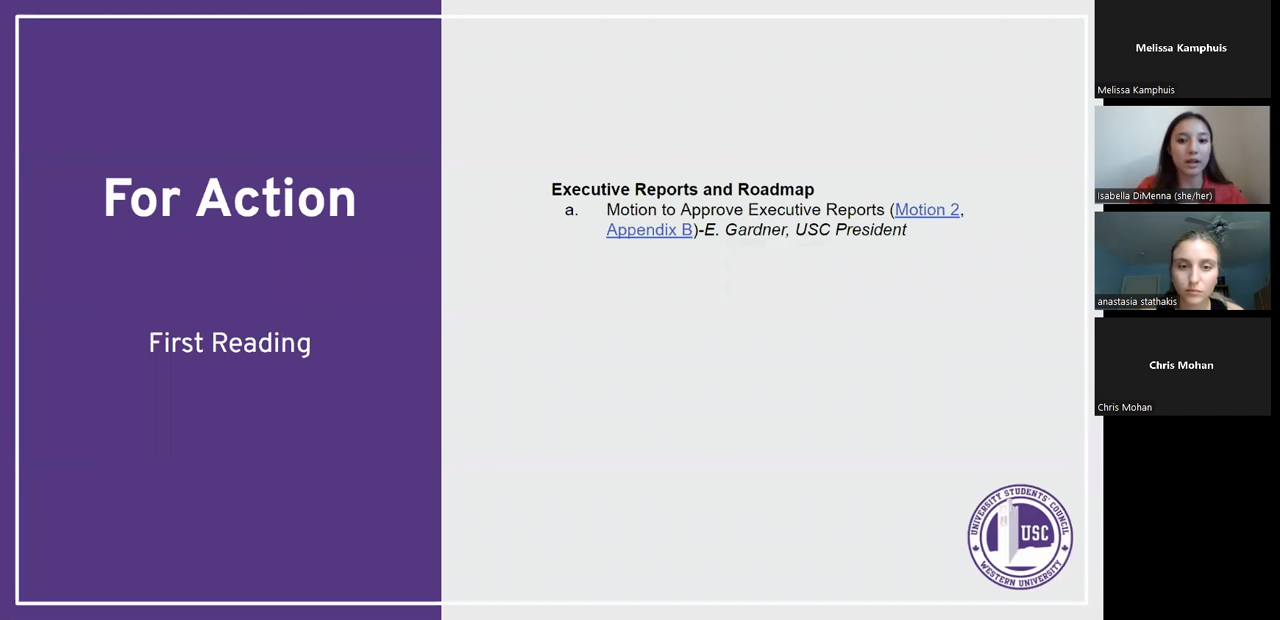 For Action
First Reading
Executive Reports and Roadmap
a. Motion to Approve Executive Reports (Motion 2,
Appendix B)-E. Gardner, USC President
UNIVERSITY STUDENTS' COUNCIL
USC
WESTERN UNIVERSITY
Melissa Kamphuis
Melissa Kamphuis
Isabella DiMenna (she/her)
anastasia stathakis
Chris Mohan
Chris Mohan